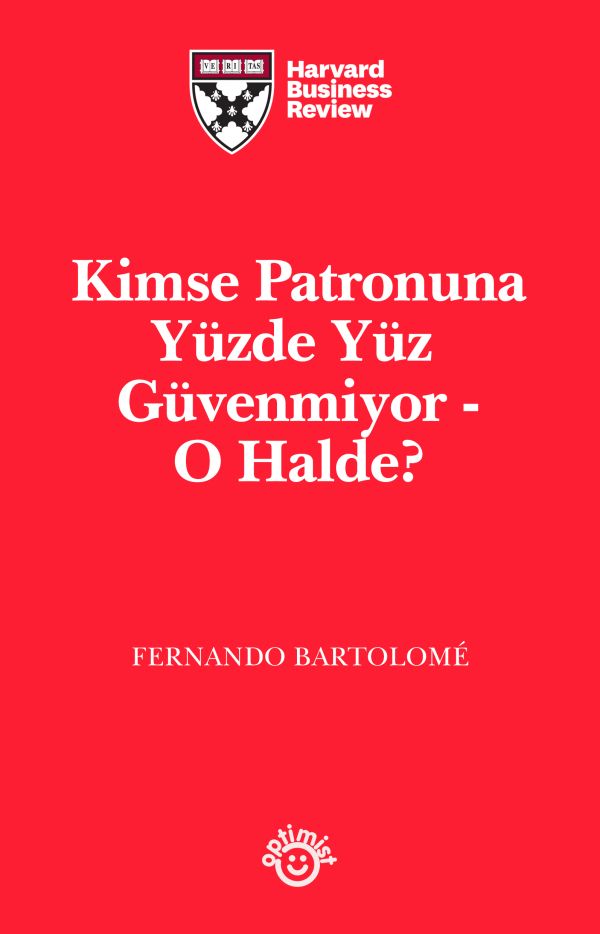 VE RI TAS
Harvard
Business
Review
Kimse Patronuna
Yüzde Yüz
Güvenmiyor -
O Halde?
FERNANDO BARTOLOMÉ
optimist